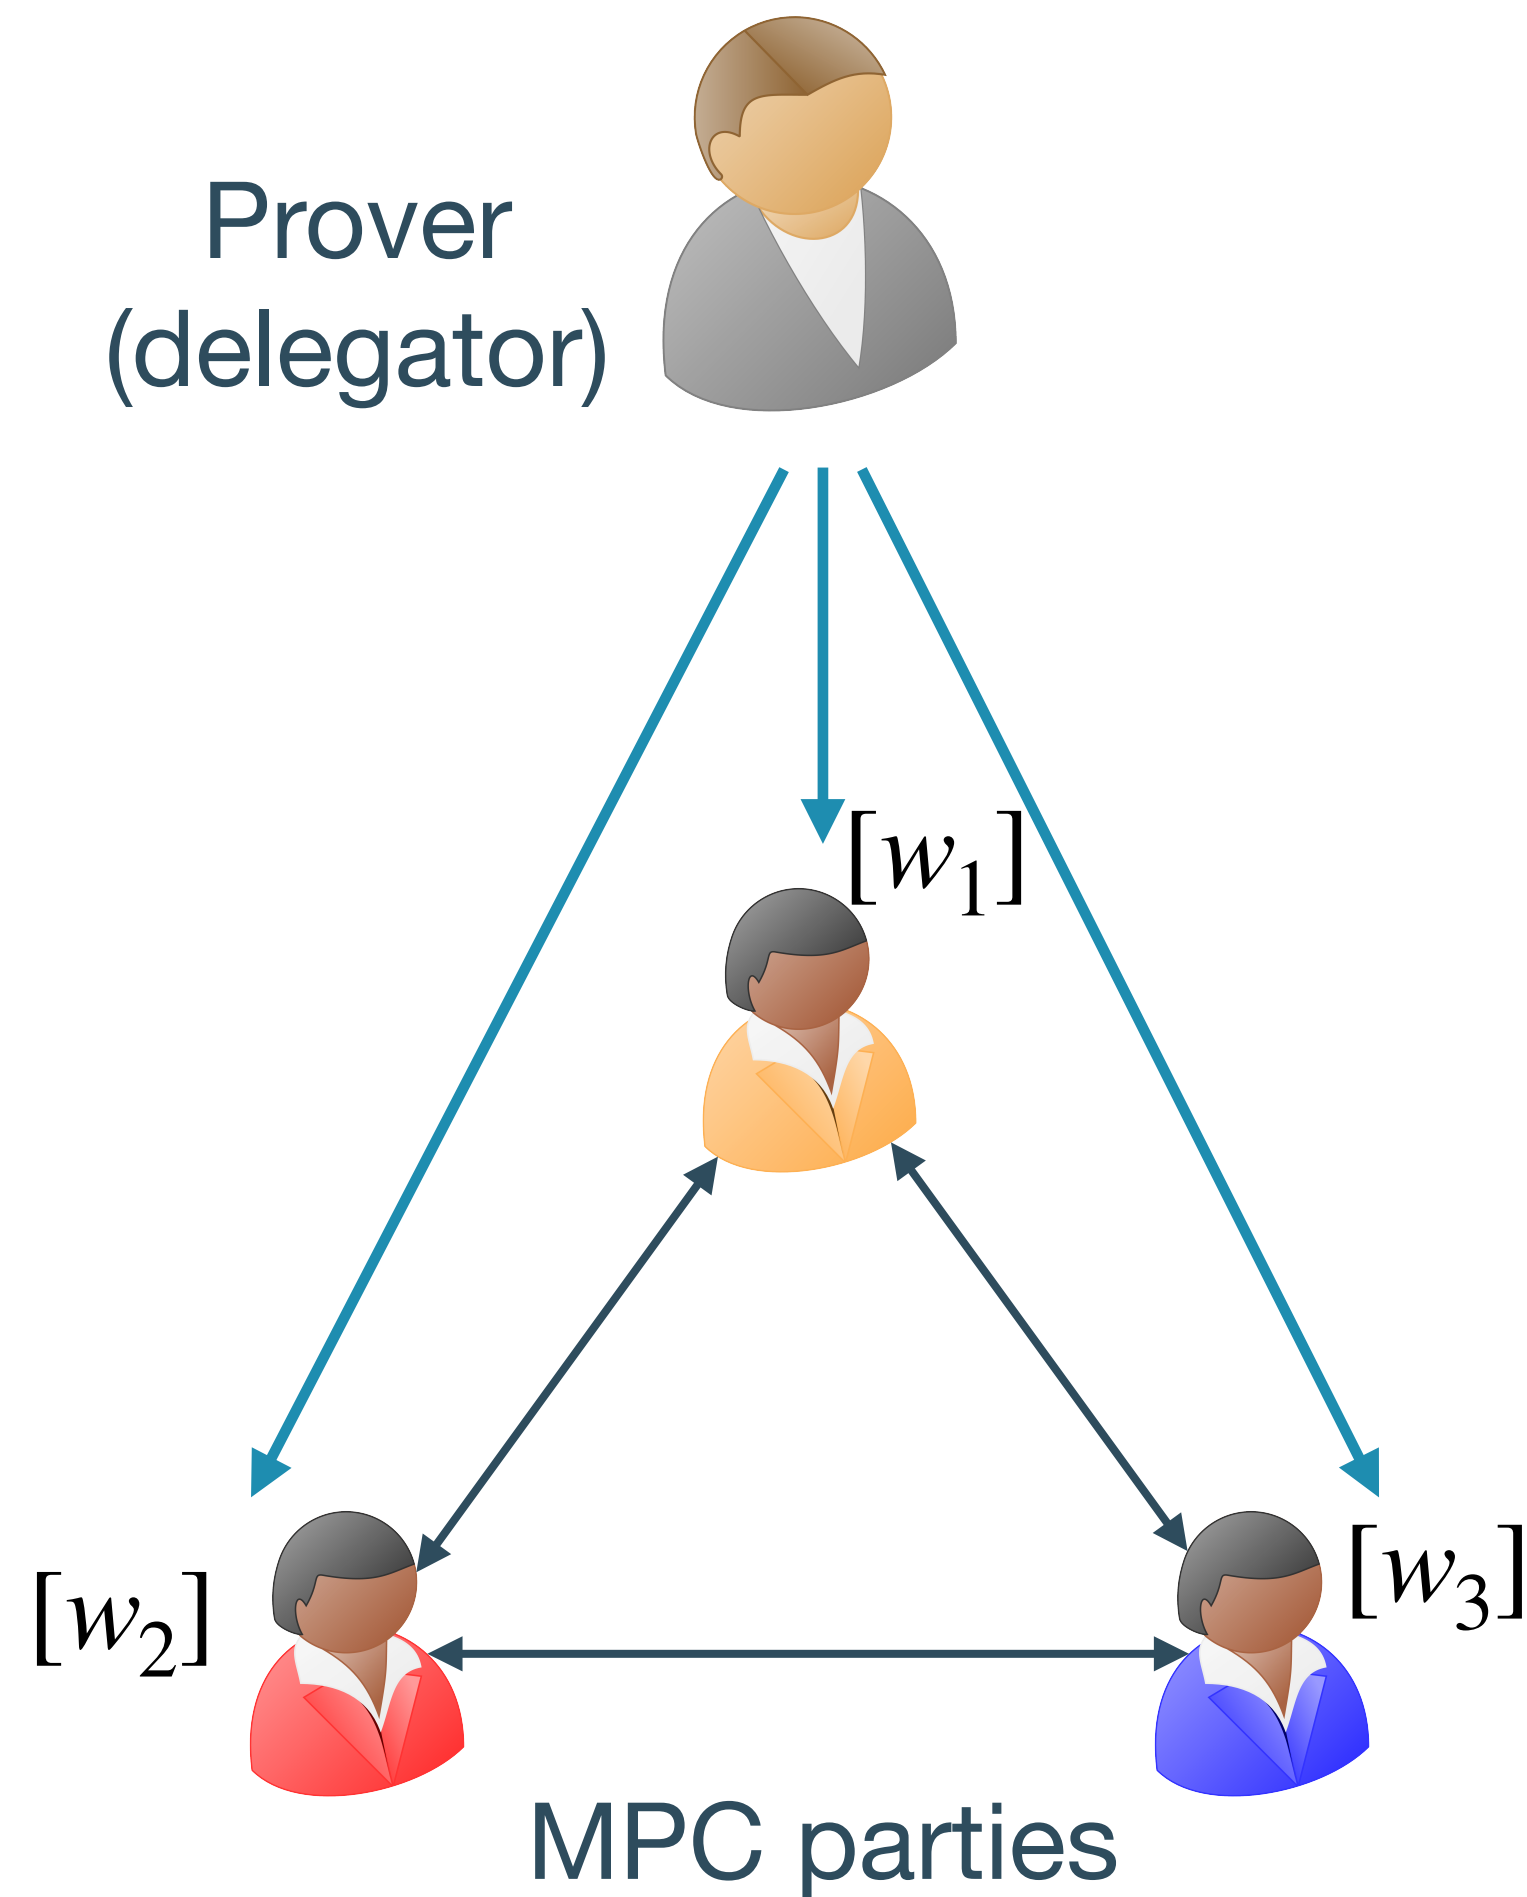 Prover
(delegator)
[w₁]
[w₂]
[w₃]
MPC parties